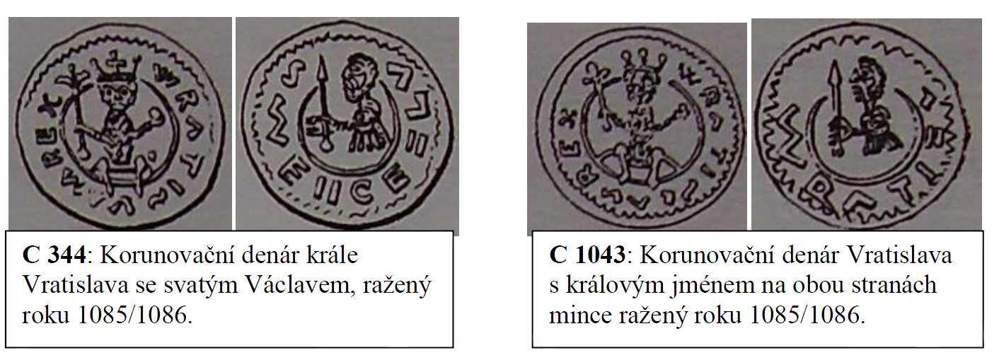 C 344: Korunovační denár krále
Vratislava se svatým Václavem, ražený
roku 1085/1086.
C 1043: Korunovační denár Vratislava
s královým jménem na obou stranách
mince ražený roku 1085/1086.